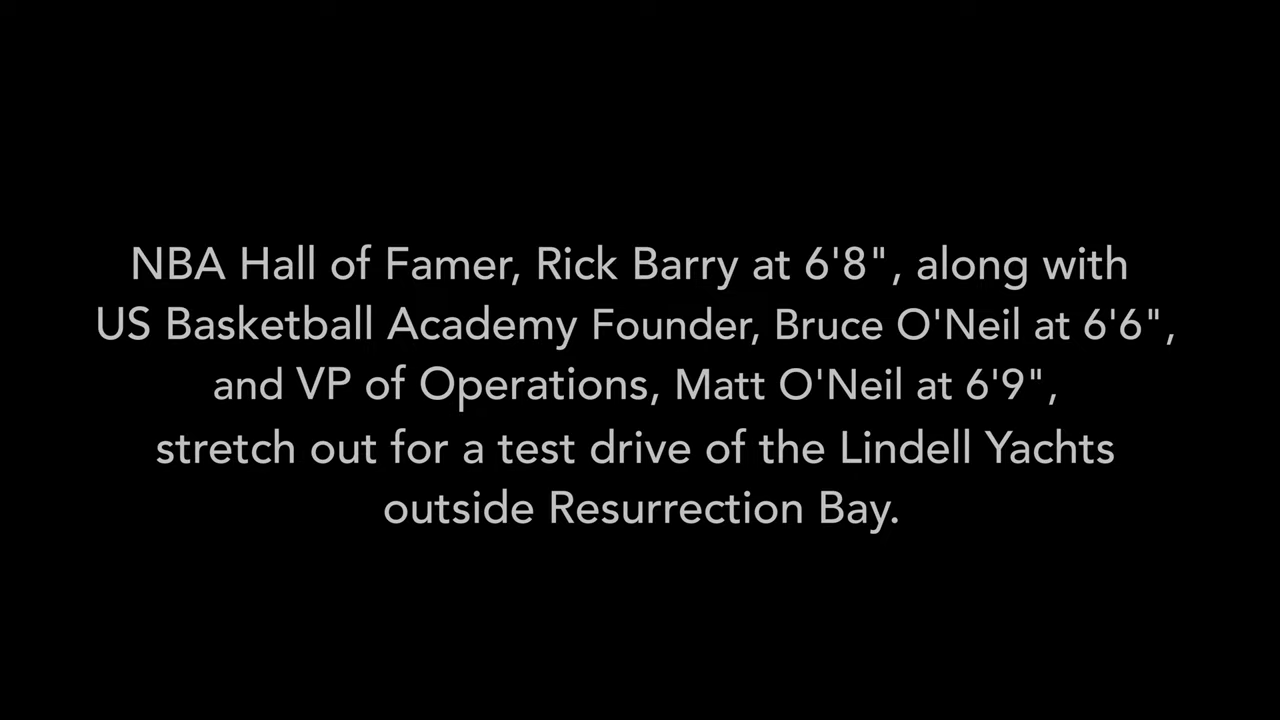 NBA Hall of Famer, Rick Barry at 6'8", along with
US Basketball Academy Founder, Bruce O'Neil at 6'6",
and VP of Operations, Matt O'Neil at 6'9",
stretch out for a test drive of the Lindell Yachts
outside Resurrection Bay.